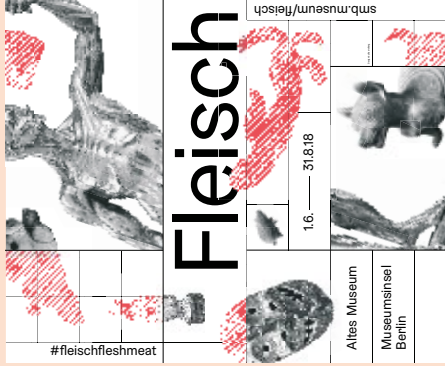 smb.museum/fleisch
Fleisch
1.6. — 31.8.18
Altes Museum
Museumsinsel
Berlin
#fleischfleshmeat